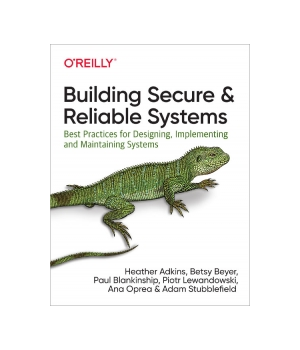 O'REILLY®
Building Secure &
Reliable Systems
Best Practices for Designing, Implementing
and Maintaining Systems
Heather Adkins, Betsy Beyer,
Paul Blankinship, Piotr Lewandowski,
Ana Oprea & Adam Stubblefield